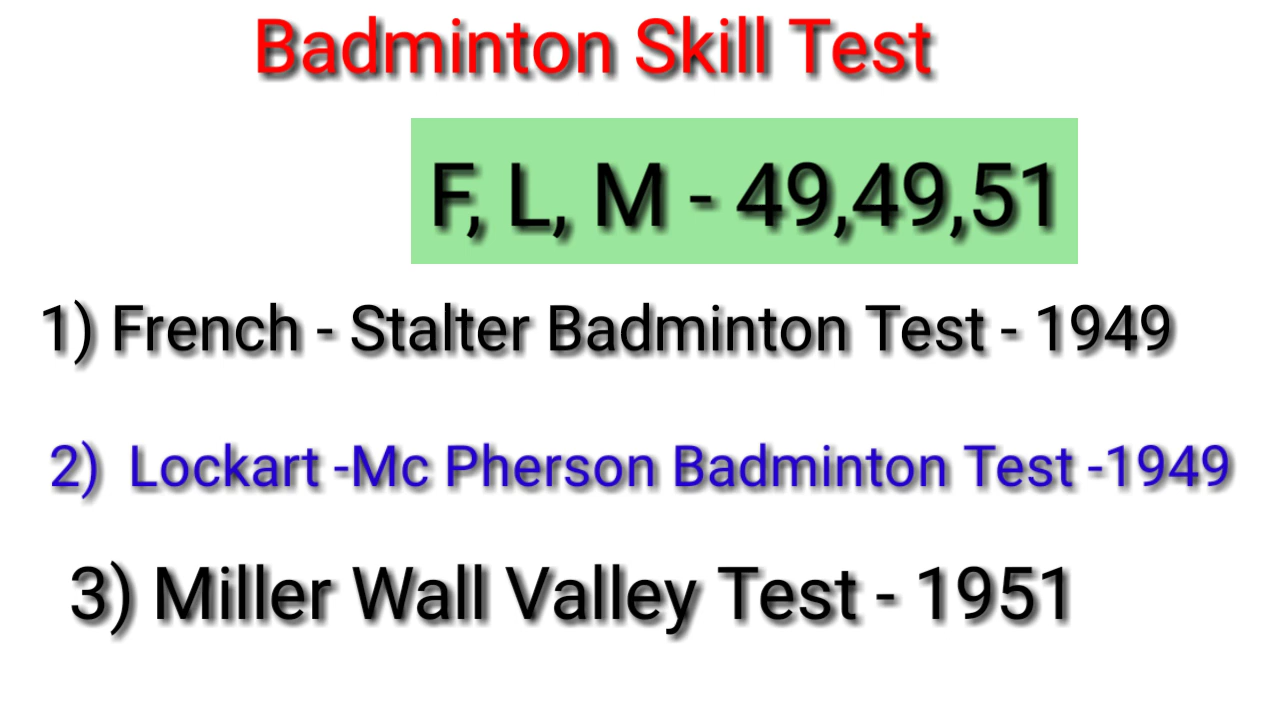 Badminton Skill Test
F, L, M - 49,49,51
1) French - Stalter Badminton Test - 1949
2) Lockart -Mc Pherson Badminton Test -1949
3) Miller Wall Valley Test - 1951